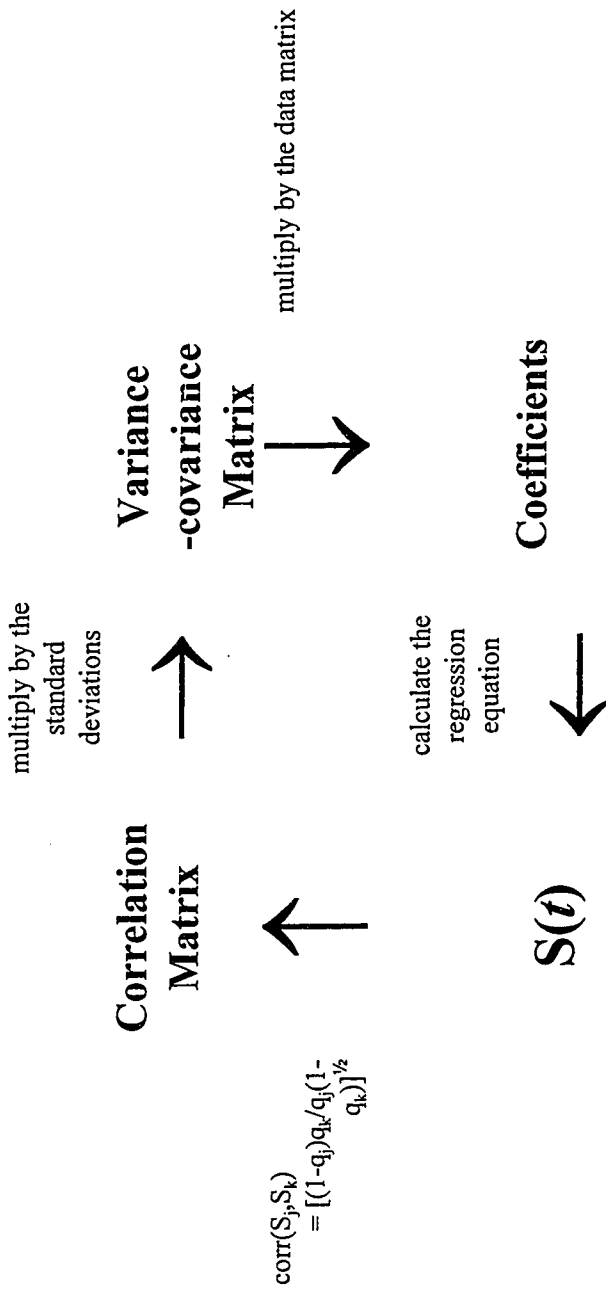 multiply by the
standard
deviations
Correlation
Matrix
Variance
-covariance
Matrix
corr(Sⱼ,Sₖ)
= [(1-qⱼ)qₖ/qⱼ(1-
qₖ)]^½
multiply by the data matrix
calculate the
regression
equation
S(t)
Coefficients